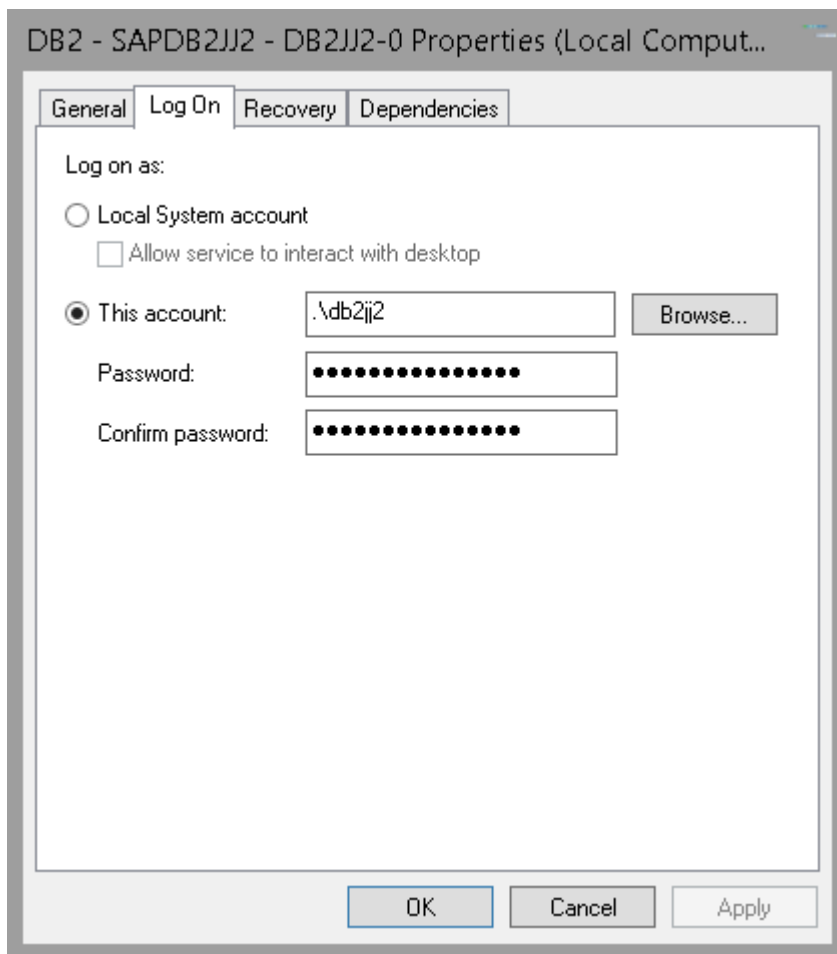 DB2 - SAPDB2JJ2 - DB2JJ2-0 Properties (Local Comput...
General Log On Recovery Dependencies
Log on as:
Local System account
Allow service to interact with desktop
This account: .\db2jj2 Browse...
Password: •••••••••••••••
Confirm password: •••••••••••••••
OK Cancel Apply